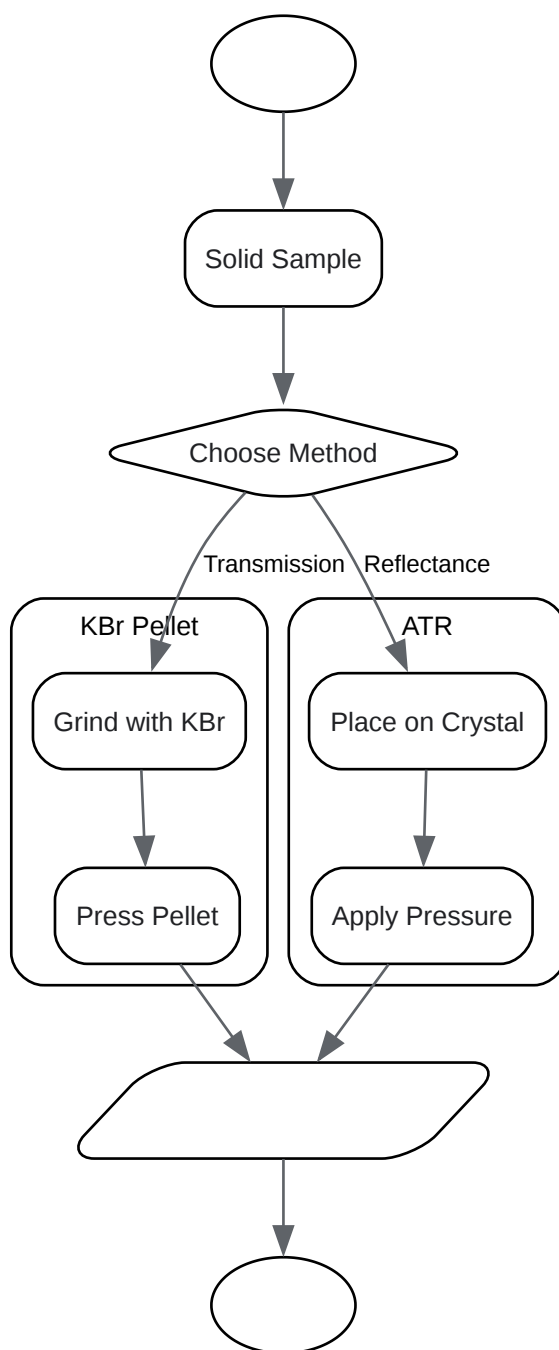 Solid Sample
Choose Method
Transmission
Reflectance
KBr Pellet
ATR
Grind with KBr
Place on Crystal
Press Pellet
Apply Pressure